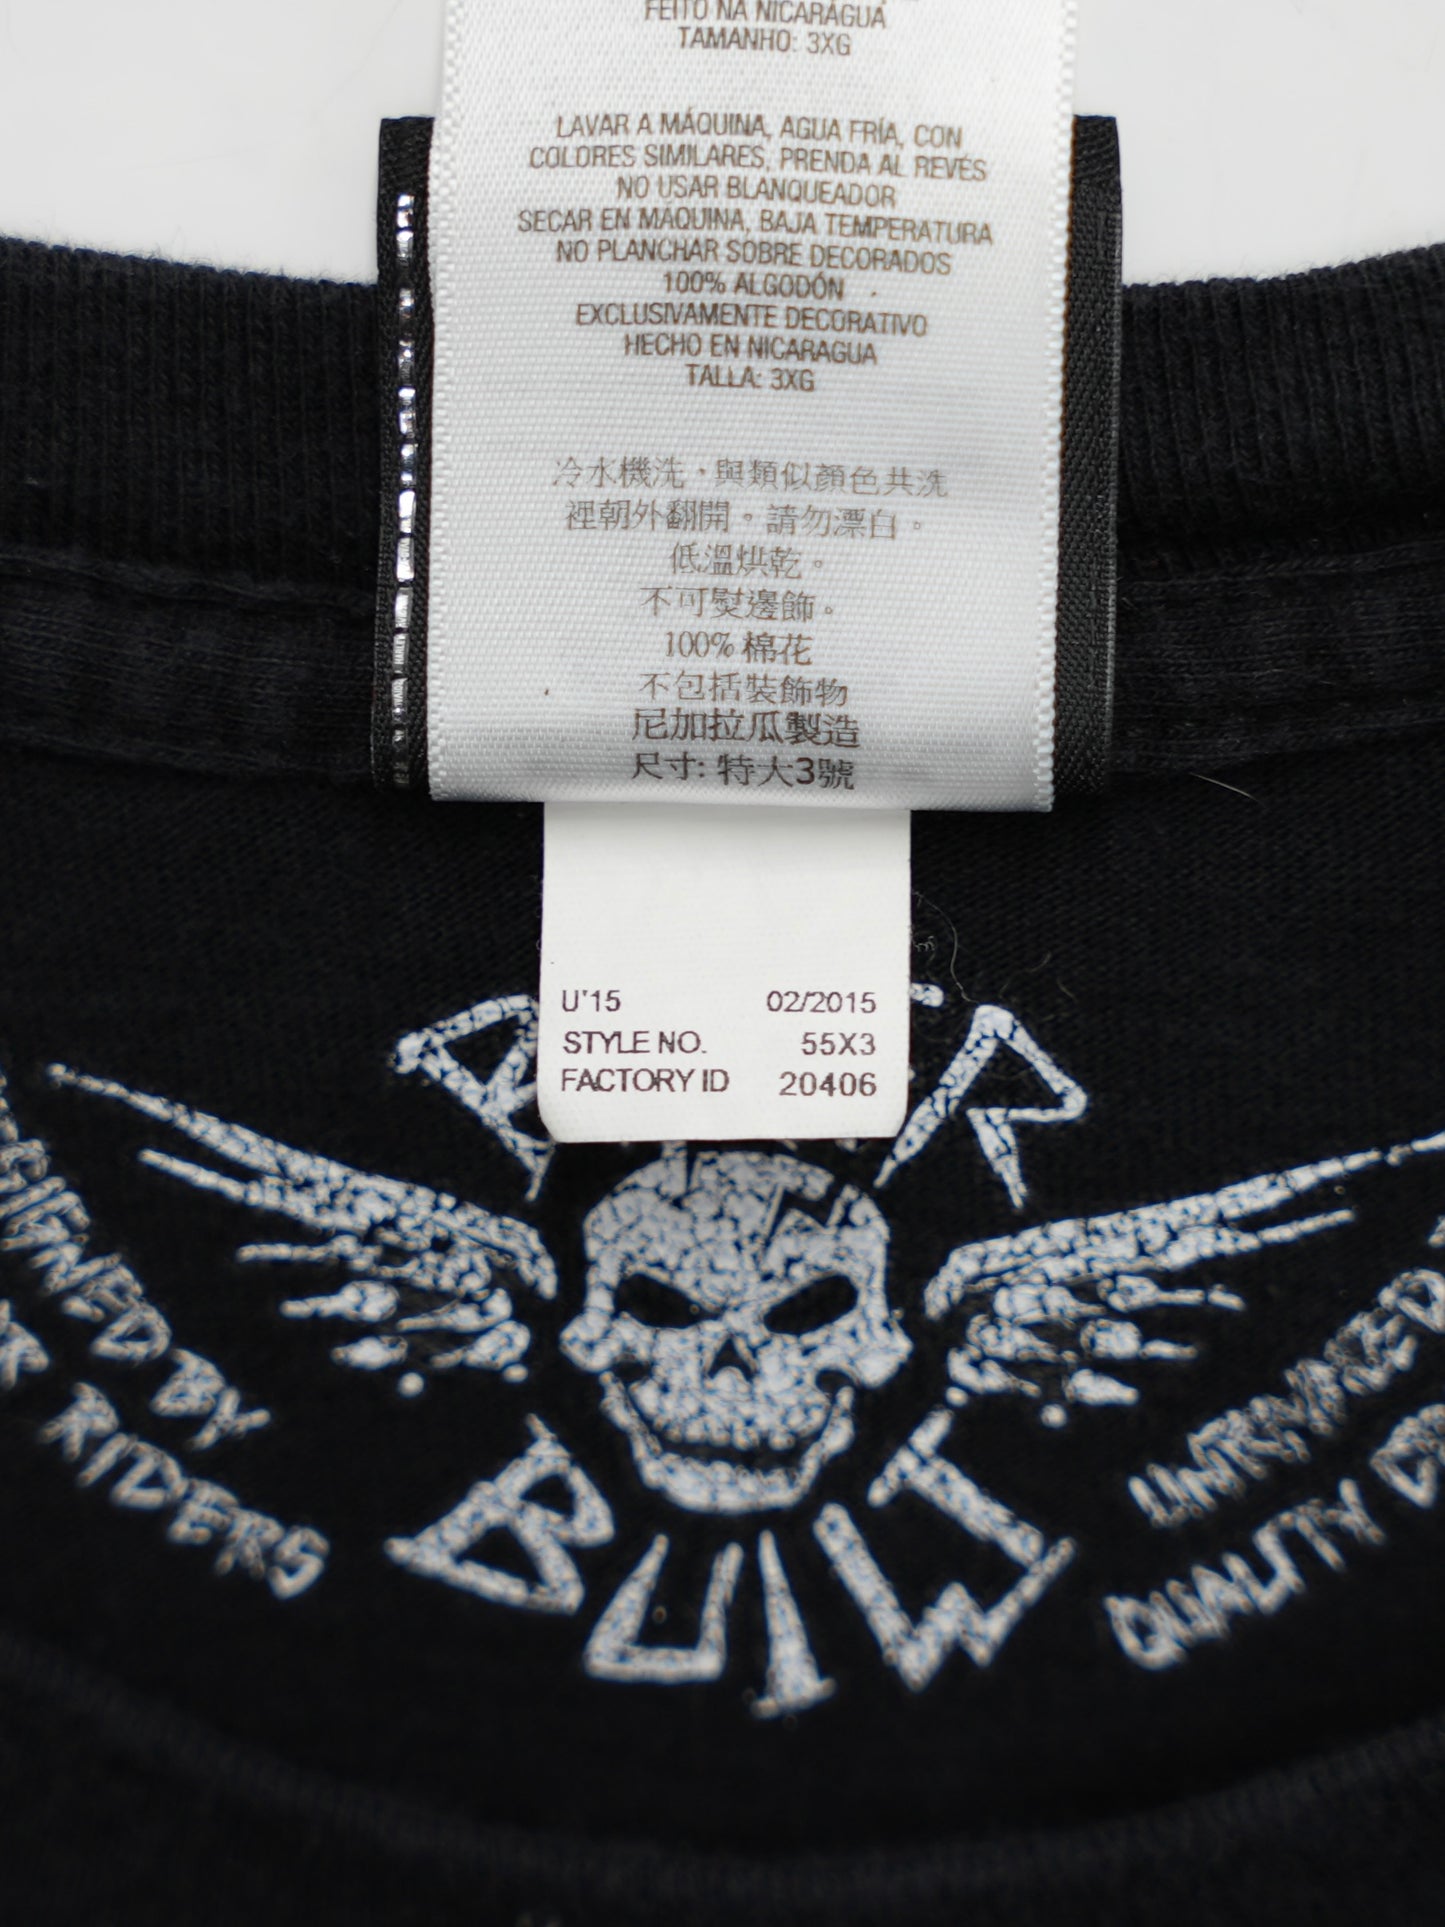 FEITO NA NICARÁGUA
TAMANHO: 3XG
LAVAR A MÁQUINA, AGUA FRÍA, CON
COLORES SIMILARES, PRENDA AL REVÉS
NO USAR BLANQUEADOR
SECAR EN MÁQUINA, BAJA TEMPERATURA
NO PLANCHAR SOBRE DECORADOS
100% ALGODÓN
EXCLUSIVAMENTE DECORATIVO
HECHO EN NICARAGUA
TALLA: 3XG
冷水機洗、與類似顏色共洗
裡朝外翻開。請勿漂白。
低溫烘乾。
不可熨邊飾。
100% 棉花
不包括裝飾物
尼加拉瓜製造
尺寸: 特大3號
U'15 02/2015
STYLE NO. 55X3
FACTORY ID 20406
BY
RIDERS
BUILT
QUALITY